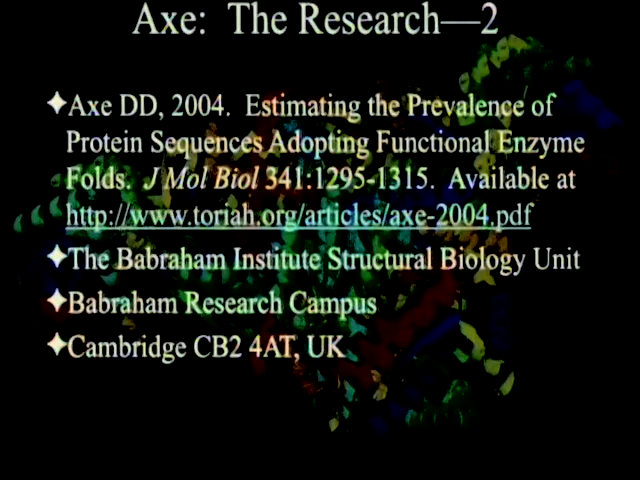 Axe: The Research—2
✦Axe DD, 2004. Estimating the Prevalence of
Protein Sequences Adopting Functional Enzyme
Folds. J Mol Biol 341:1295-1315. Available at
http://www.toriah.org/articles/axe-2004.pdf
✦The Babraham Institute Structural Biology Unit
✦Babraham Research Campus
✦Cambridge CB2 4AT, UK